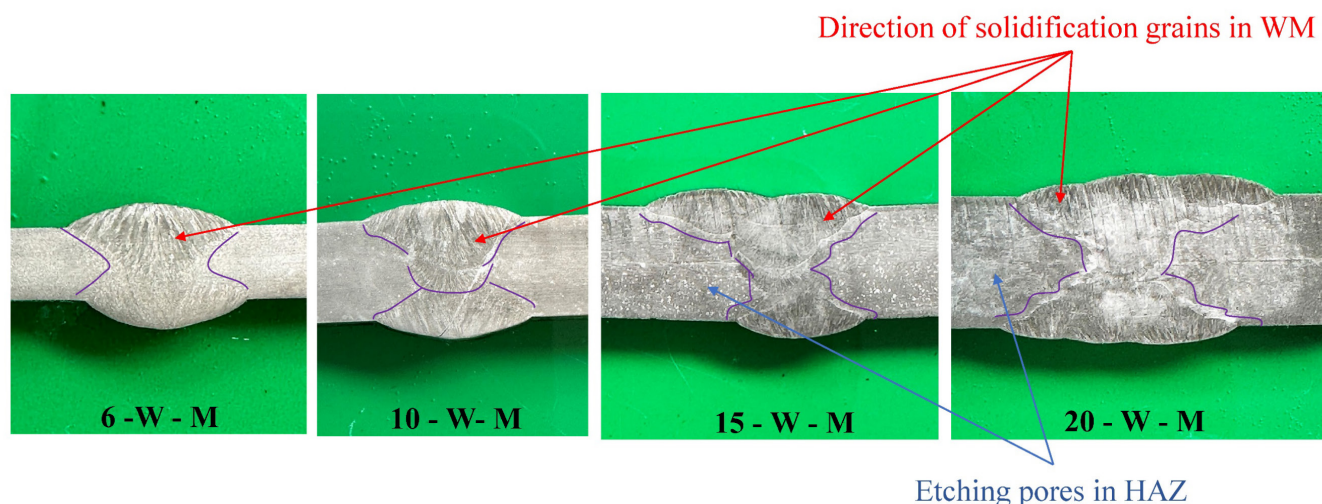 Direction of solidification grains in WM
6 -W - M
10 - W- M
15 - W - M
20 - W - M
Etching pores in HAZ